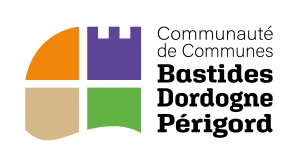 Communauté
de Communes
Bastides
Dordogne
Périgord